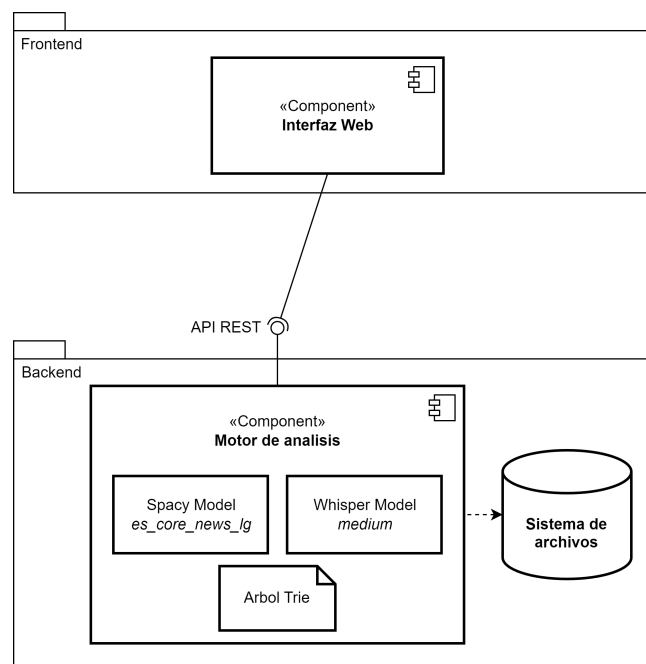 Frontend
«Component»
Interfaz Web
API REST
Backend
«Component»
Motor de analisis
Spacy Model
es_core_news_lg
Whisper Model
medium
Arbol Trie
Sistema de
archivos